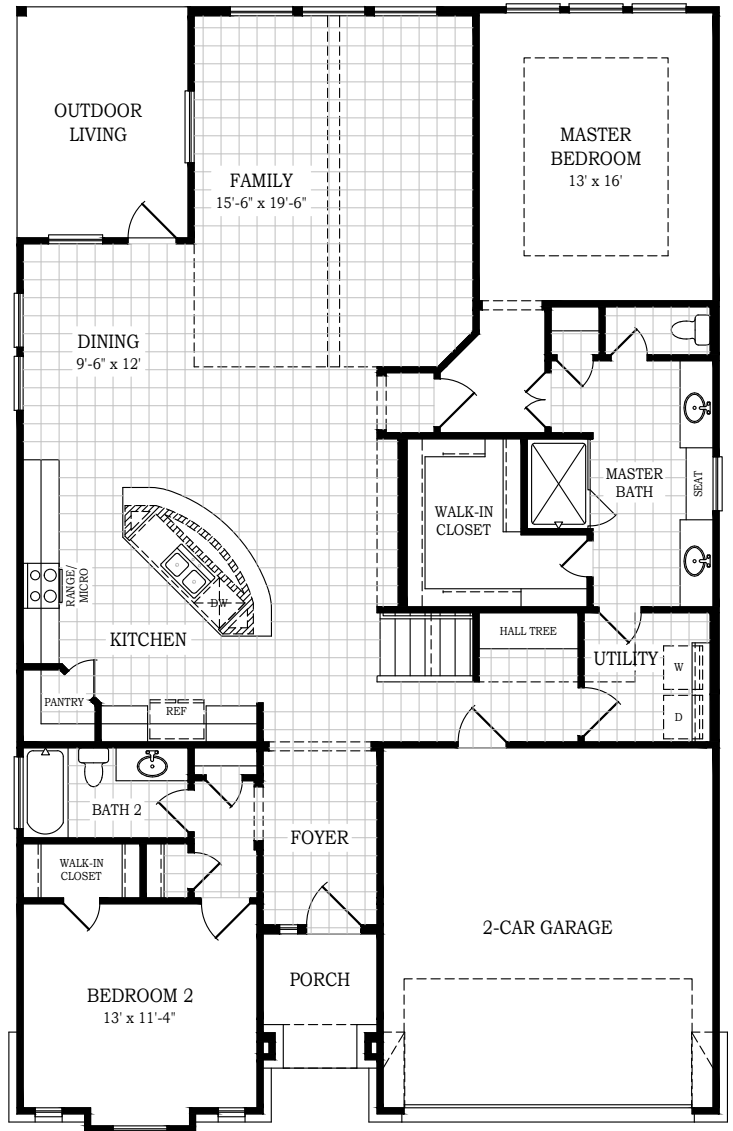 OUTDOOR
LIVING
FAMILY
15'-6" x 19'-6"
MASTER
BEDROOM
13' x 16'
DINING
9'-6" x 12'
WALK-IN
CLOSET
MASTER
BATH
SEAT
RANGE/
MICRO
DW
KITCHEN
HALL TREE
UTILITY
W
D
PANTRY
REF
BATH 2
WALK-IN
CLOSET
FOYER
2-CAR GARAGE
PORCH
BEDROOM 2
13' x 11'-4"